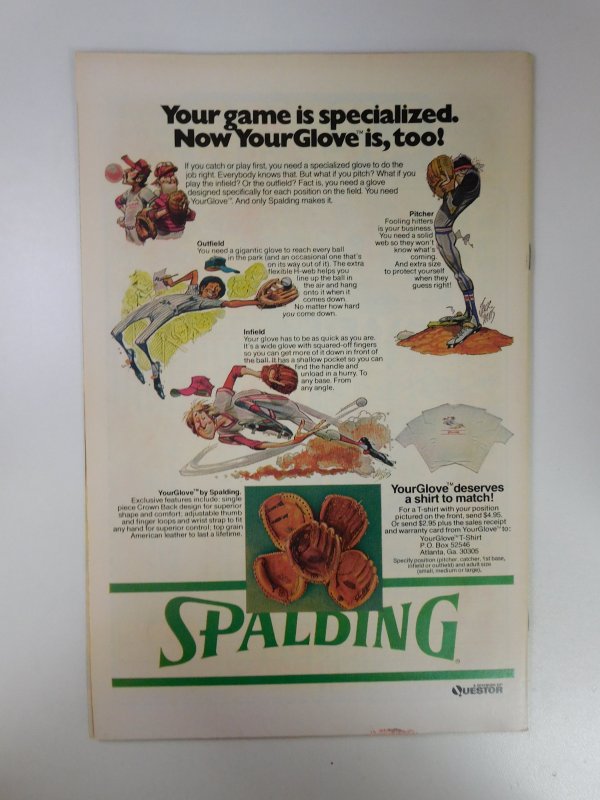 Your game is specialized.
Now YourGlove™ is, too!
If you catch or play first, you need a specialized glove to do the
job right. Everybody knows that. But what if you pitch? What if you
play the infield? Or the outfield? Fact is, you need a glove
designed specifically for each position on the field. You need
YourGlove™. And only Spalding makes it.
Pitcher
Fooling hitters
is your business.
You need a solid
web so they won't
know what's
coming.
And extra size
to protect yourself
when they
guess right!
Outfield
You need a gigantic glove to reach every ball
in the park (and an occasional one that's
on its way out of it). The extra
flexible H-web helps you
line up the ball in
the air and hang
onto it when it
comes down.
No matter how hard
you come down.
Infield
Your glove has to be as quick as you are.
It's a wide glove with squared-off fingers
so you can get more of it down in front of
the ball. It has a shallow pocket so you can
find the handle and
unload in a hurry. To
any base. From
any angle.
YourGlove™ by Spalding.
Exclusive features include: single
piece Crown Back design for superior
shape and comfort; adjustable thumb
and finger loops and wrist strap to fit
any hand for superior control; top grain
American leather to last a lifetime.
YourGlove™ deserves
a shirt to match!
For a T-shirt with your position
pictured on the front, send $4.95.
Or send $2.95 plus the sales receipt
and warranty card from YourGlove™ to:
YourGlove™ T-Shirt
P.O. Box 52546
Atlanta, Ga. 30305
Specify position (pitcher, catcher, 1st base,
infield or outfield) and adult size
(small, medium or large).
SPALDING®
A DIVISION OF
QUESTOR